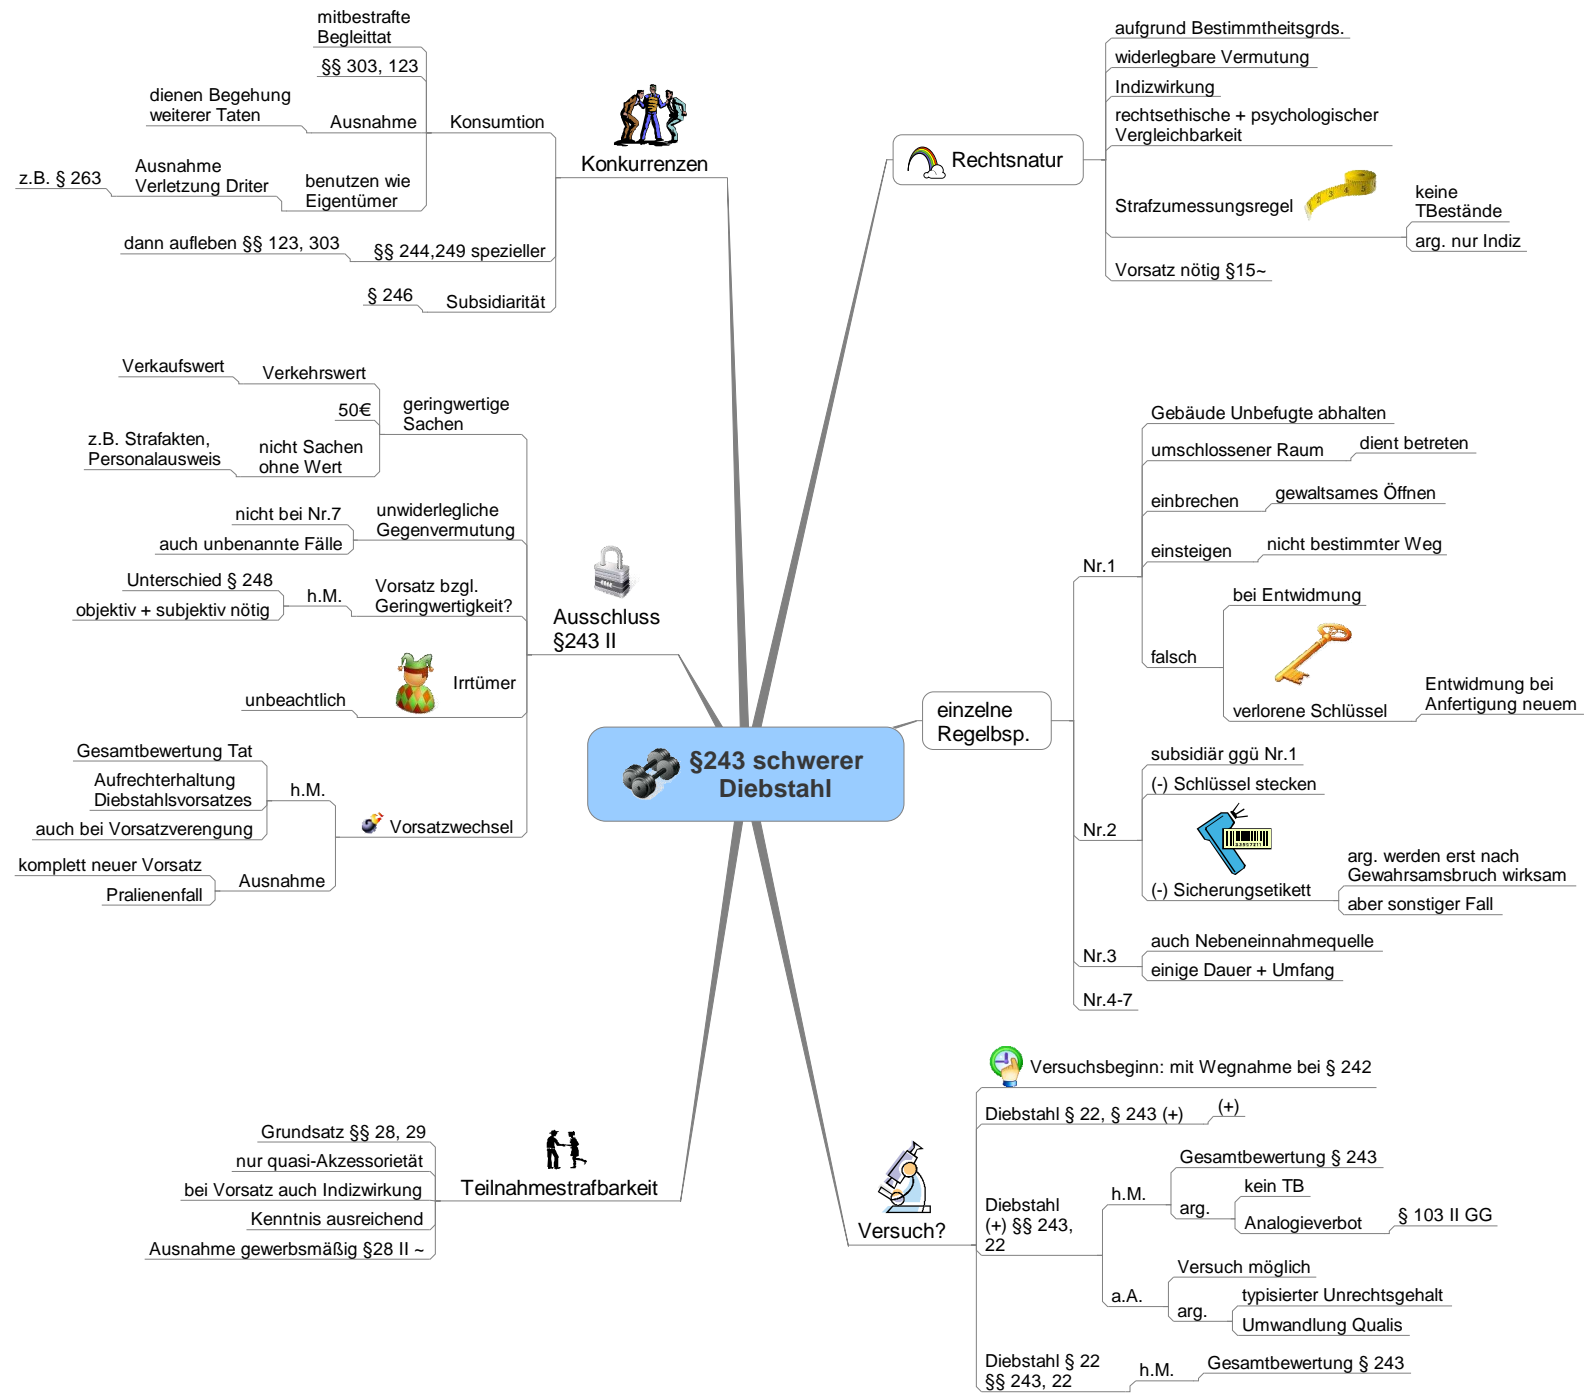 §243 schwerer
Diebstahl
Rechtsnatur
aufgrund Bestimmtheitsgrds.
widerlegbare Vermutung
Indizwirkung
rechtsethische + psychologischer
Vergleichbarkeit
Strafzumessungsregel
keine
TBestände
arg. nur Indiz
Vorsatz nötig §15~
einzelne
Regelbsp.
Nr.1
Gebäude Unbefugte abhalten
umschlossener Raum
dient betreten
einbrechen
gewaltsames Öffnen
einsteigen
nicht bestimmter Weg
falsch
bei Entwidmung
verlorene Schlüssel
Entwidmung bei
Anfertigung neuem
Nr.2
subsidiär ggü Nr.1
(-) Schlüssel stecken
(-) Sicherungsetikett
arg. werden erst nach
Gewahrsamsbruch wirksam
aber sonstiger Fall
Nr.3
auch Nebeneinnahmequelle
einige Dauer + Umfang
Nr.4-7
Versuch?
Versuchsbeginn: mit Wegnahme bei § 242
Diebstahl § 22, § 243 (+)
(+)
Diebstahl
(+) §§ 243,
22
h.M.
Gesamtbewertung § 243
arg.
kein TB
Analogieverbot
§ 103 II GG
a.A.
Versuch möglich
arg.
typisierter Unrechtsgehalt
Umwandlung Qualis
Diebstahl § 22
§§ 243, 22
h.M.
Gesamtbewertung § 243
Konkurrenzen
Konsumtion
mitbestrafte
Begleittat
§§ 303, 123
Ausnahme
dienen Begehung
weiterer Taten
benutzen wie
Eigentümer
Ausnahme
Verletzung Driter
z.B. § 263
§§ 244,249 spezieller
dann aufleben §§ 123, 303
Subsidiarität
§ 246
Ausschluss
§243 II
geringwertige
Sachen
Verkehrswert
Verkaufswert
50€
nicht Sachen
ohne Wert
z.B. Strafakten,
Personalausweis
unwiderlegliche
Gegenvermutung
nicht bei Nr.7
auch unbenannte Fälle
Vorsatz bzgl.
Geringwertigkeit?
h.M.
Unterschied § 248
objektiv + subjektiv nötig
Irrtümer
unbeachtlich
Vorsatzwechsel
h.M.
Gesamtbewertung Tat
Aufrechterhaltung
Diebstahlsvorsatzes
auch bei Vorsatzverengung
Ausnahme
komplett neuer Vorsatz
Pralienenfall
Teilnahmestrafbarkeit
Grundsatz §§ 28, 29
nur quasi-Akzessorietät
bei Vorsatz auch Indizwirkung
Kenntnis ausreichend
Ausnahme gewerbsmäßig §28 II ~